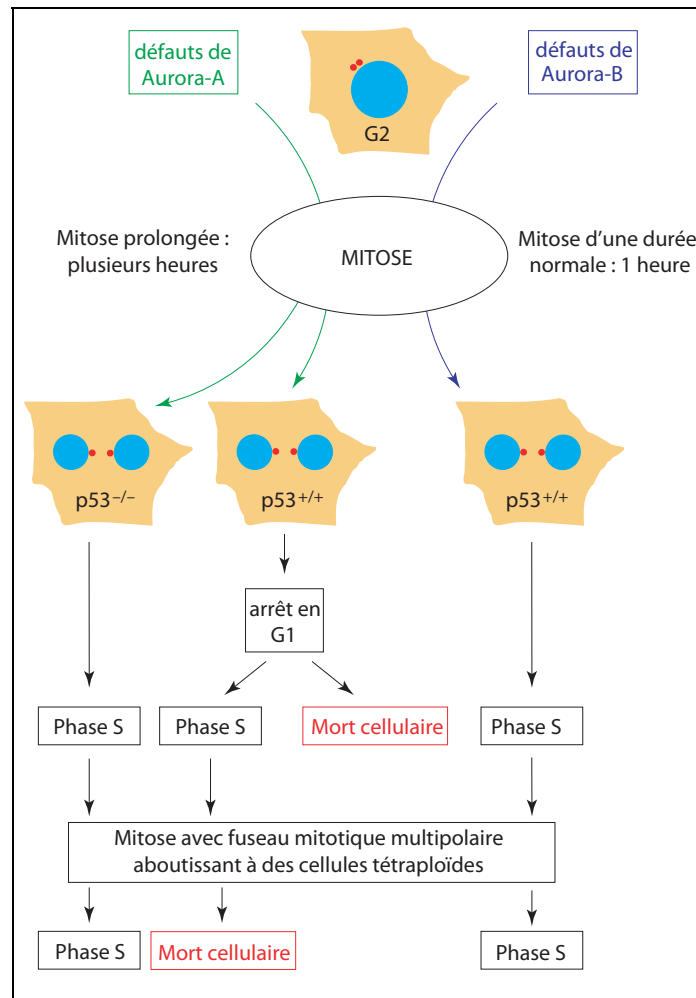 défauts de
Aurora-A
défauts de
Aurora-B
G2
Mitose prolongée :
plusieurs heures
MITOSE
Mitose d’une durée
normale : 1 heure
p53–/–
p53+/+
p53+/+
arrêt en
G1
Phase S
Phase S
Mort cellulaire
Phase S
Mitose avec fuseau mitotique multipolaire
aboutissant à des cellules tétraploïdes
Phase S
Mort cellulaire
Phase S